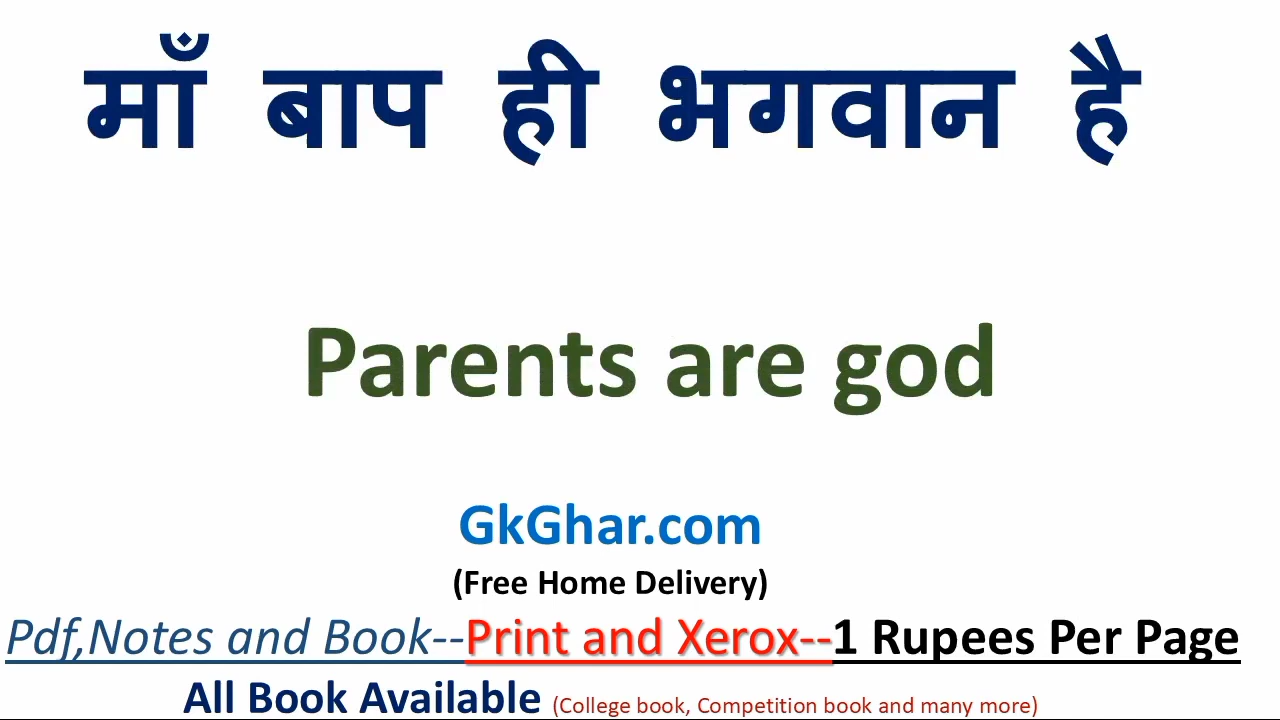 माँ बाप ही भगवान है
Parents are god
GkGhar.com
(Free Home Delivery)
Pdf,Notes and Book--Print and Xerox--1 Rupees Per Page
All Book Available (College book, Competition book and many more)